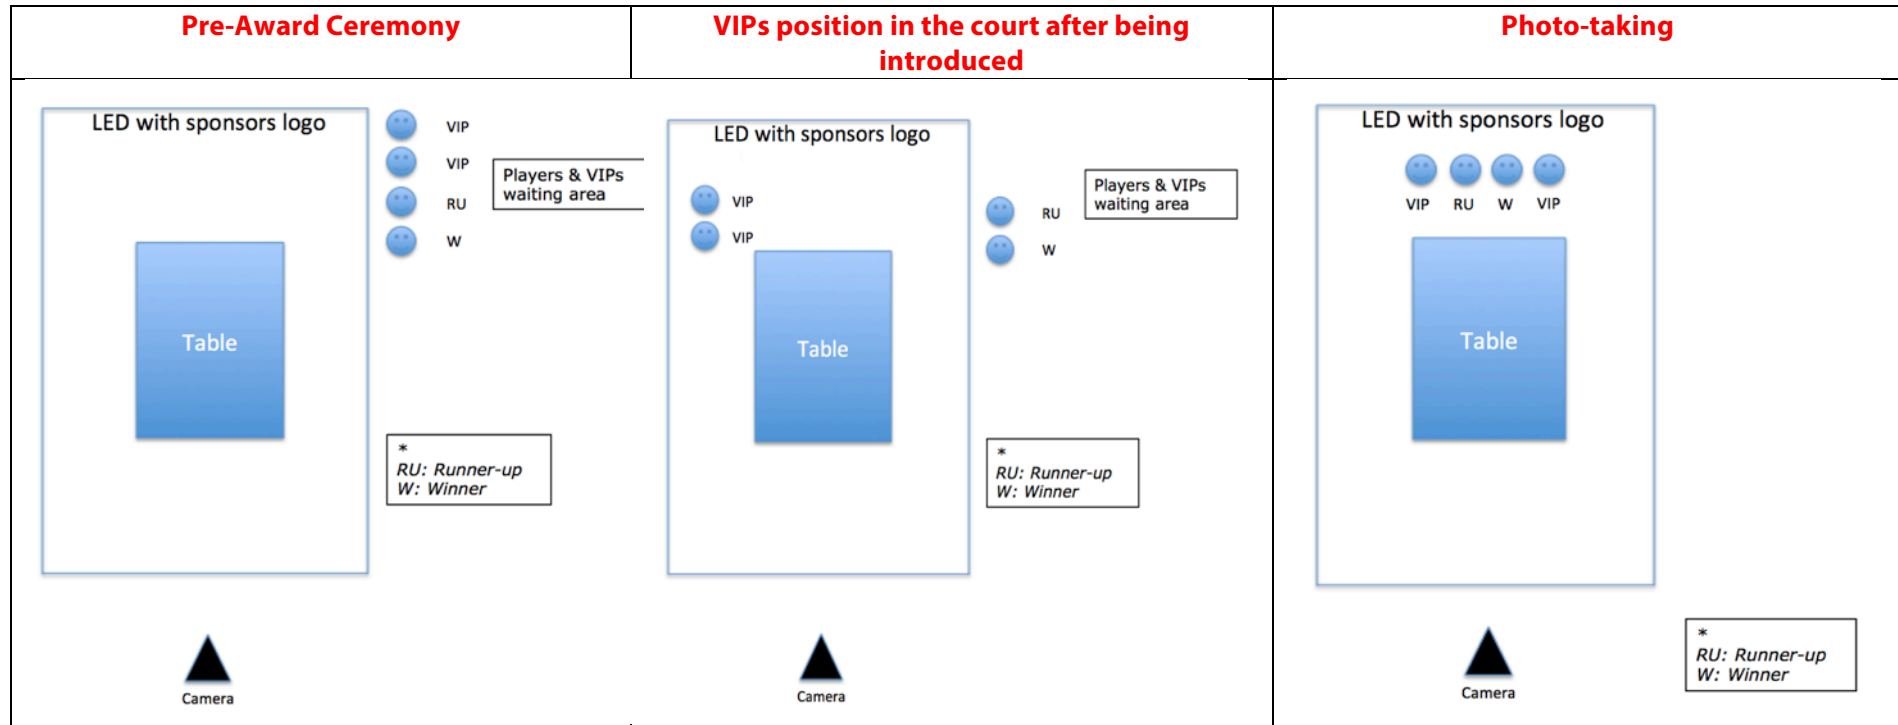 Pre-Award Ceremony
VIPs position in the court after being
introduced
Photo-taking
LED with sponsors logo
VIP
VIP
Players & VIPs
waiting area
RU
W
Table
*
RU: Runner-up
W: Winner
Camera
LED with sponsors logo
VIP
VIP
Players & VIPs
waiting area
RU
W
Table
*
RU: Runner-up
W: Winner
Camera
LED with sponsors logo
VIP RU W VIP
Table
*
RU: Runner-up
W: Winner
Camera